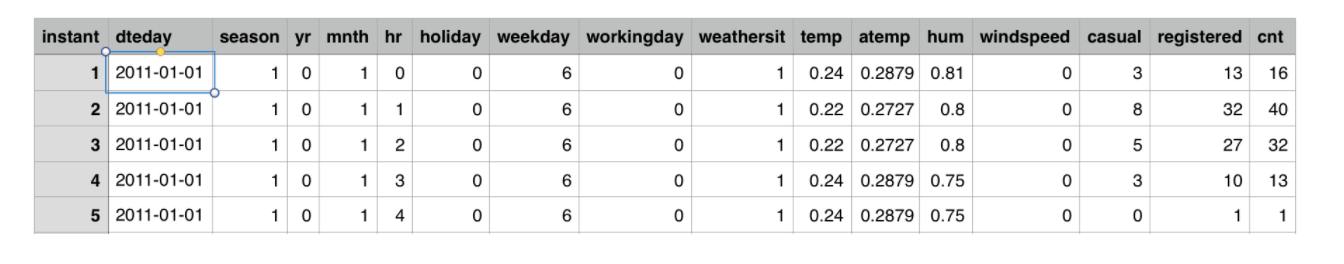 instant dteday season yr mnth hr holiday weekday workingday weathersit temp atemp hum windspeed casual registered cnt
1 2011-01-01 1 0 1 0 0 6 0 1 0.24 0.2879 0.81 0 3 13 16
2 2011-01-01 1 0 1 1 0 6 0 1 0.22 0.2727 0.8 0 8 32 40
3 2011-01-01 1 0 1 2 0 6 0 1 0.22 0.2727 0.8 0 5 27 32
4 2011-01-01 1 0 1 3 0 6 0 1 0.24 0.2879 0.75 0 3 10 13
5 2011-01-01 1 0 1 4 0 6 0 1 0.24 0.2879 0.75 0 0 1 1